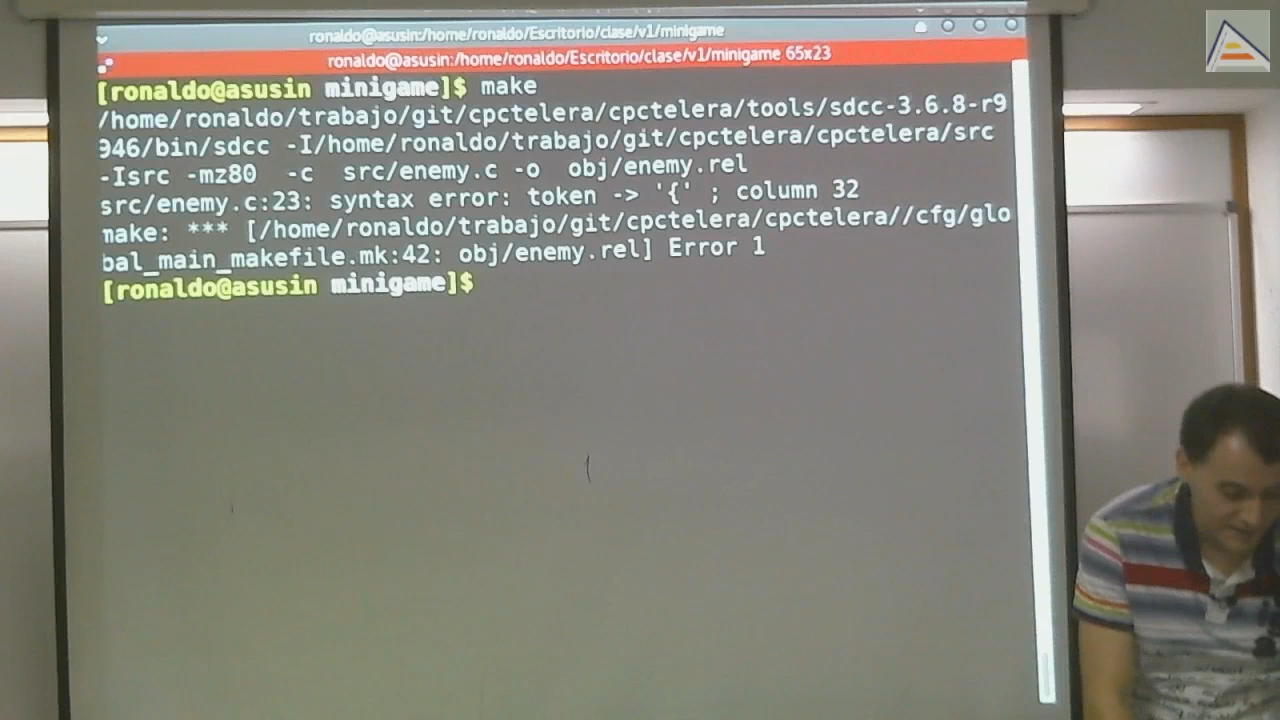 ronaldo@asusin:/home/ronaldo/Escritorio/clase/v1/minigame
ronaldo@asusin:/home/ronaldo/Escritorio/clase/v1/minigame 65x23
[ronaldo@asusin minigame]$ make
/home/ronaldo/trabajo/git/cpctelera/cpctelera/tools/sdcc-3.6.8-r9
946/bin/sdcc -I/home/ronaldo/trabajo/git/cpctelera/cpctelera/src
-Isrc -mz80  -c  src/enemy.c -o  obj/enemy.rel
src/enemy.c:23: syntax error: token -> '{' ; column 32
make: *** [/home/ronaldo/trabajo/git/cpctelera/cpctelera//cfg/glo
bal_main_makefile.mk:42: obj/enemy.rel] Error 1
[ronaldo@asusin minigame]$